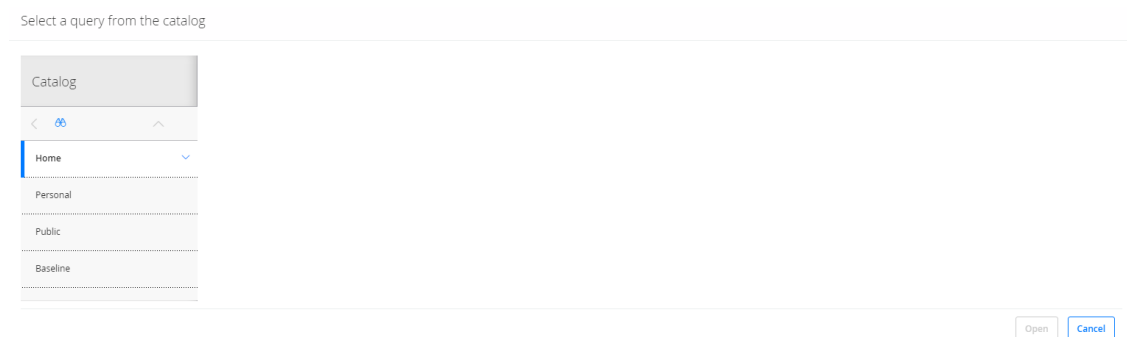 Select a query from the catalog
Catalog
Home
Personal
Public
Baseline
Open
Cancel